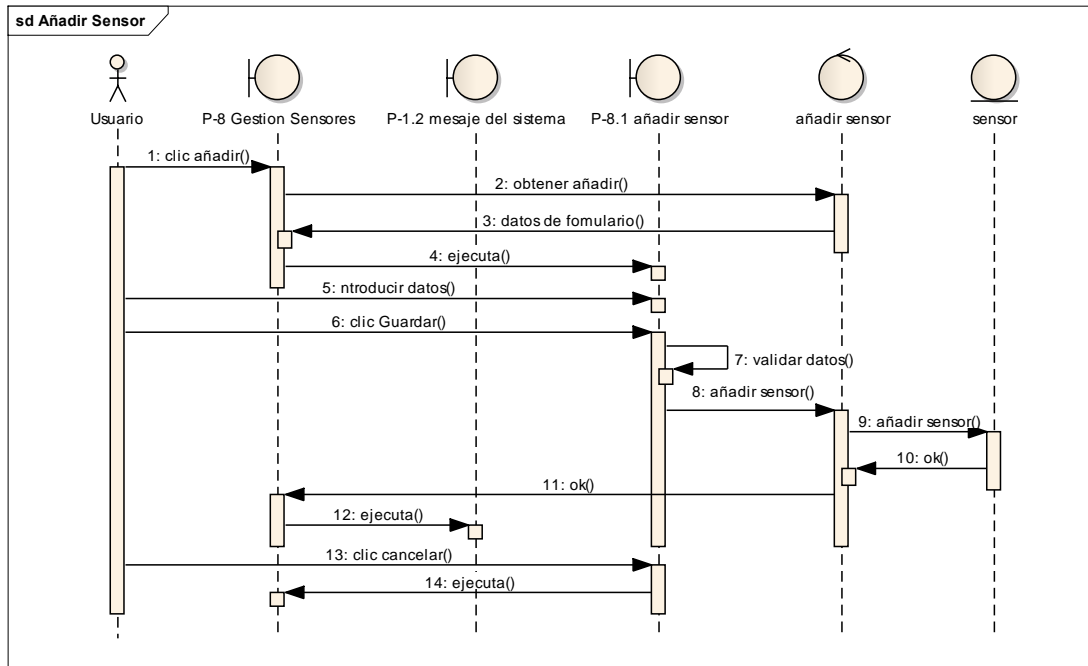 sd Añadir Sensor
Usuario
P-8 Gestion Sensores
P-1.2 mesaje del sistema
P-8.1 añadir sensor
añadir sensor
sensor
1: clic añadir()
2: obtener añadir()
3: datos de fomulario()
4: ejecuta()
5: ntroducir datos()
6: clic Guardar()
7: validar datos()
8: añadir sensor()
9: añadir sensor()
10: ok()
11: ok()
12: ejecuta()
13: clic cancelar()
14: ejecuta()